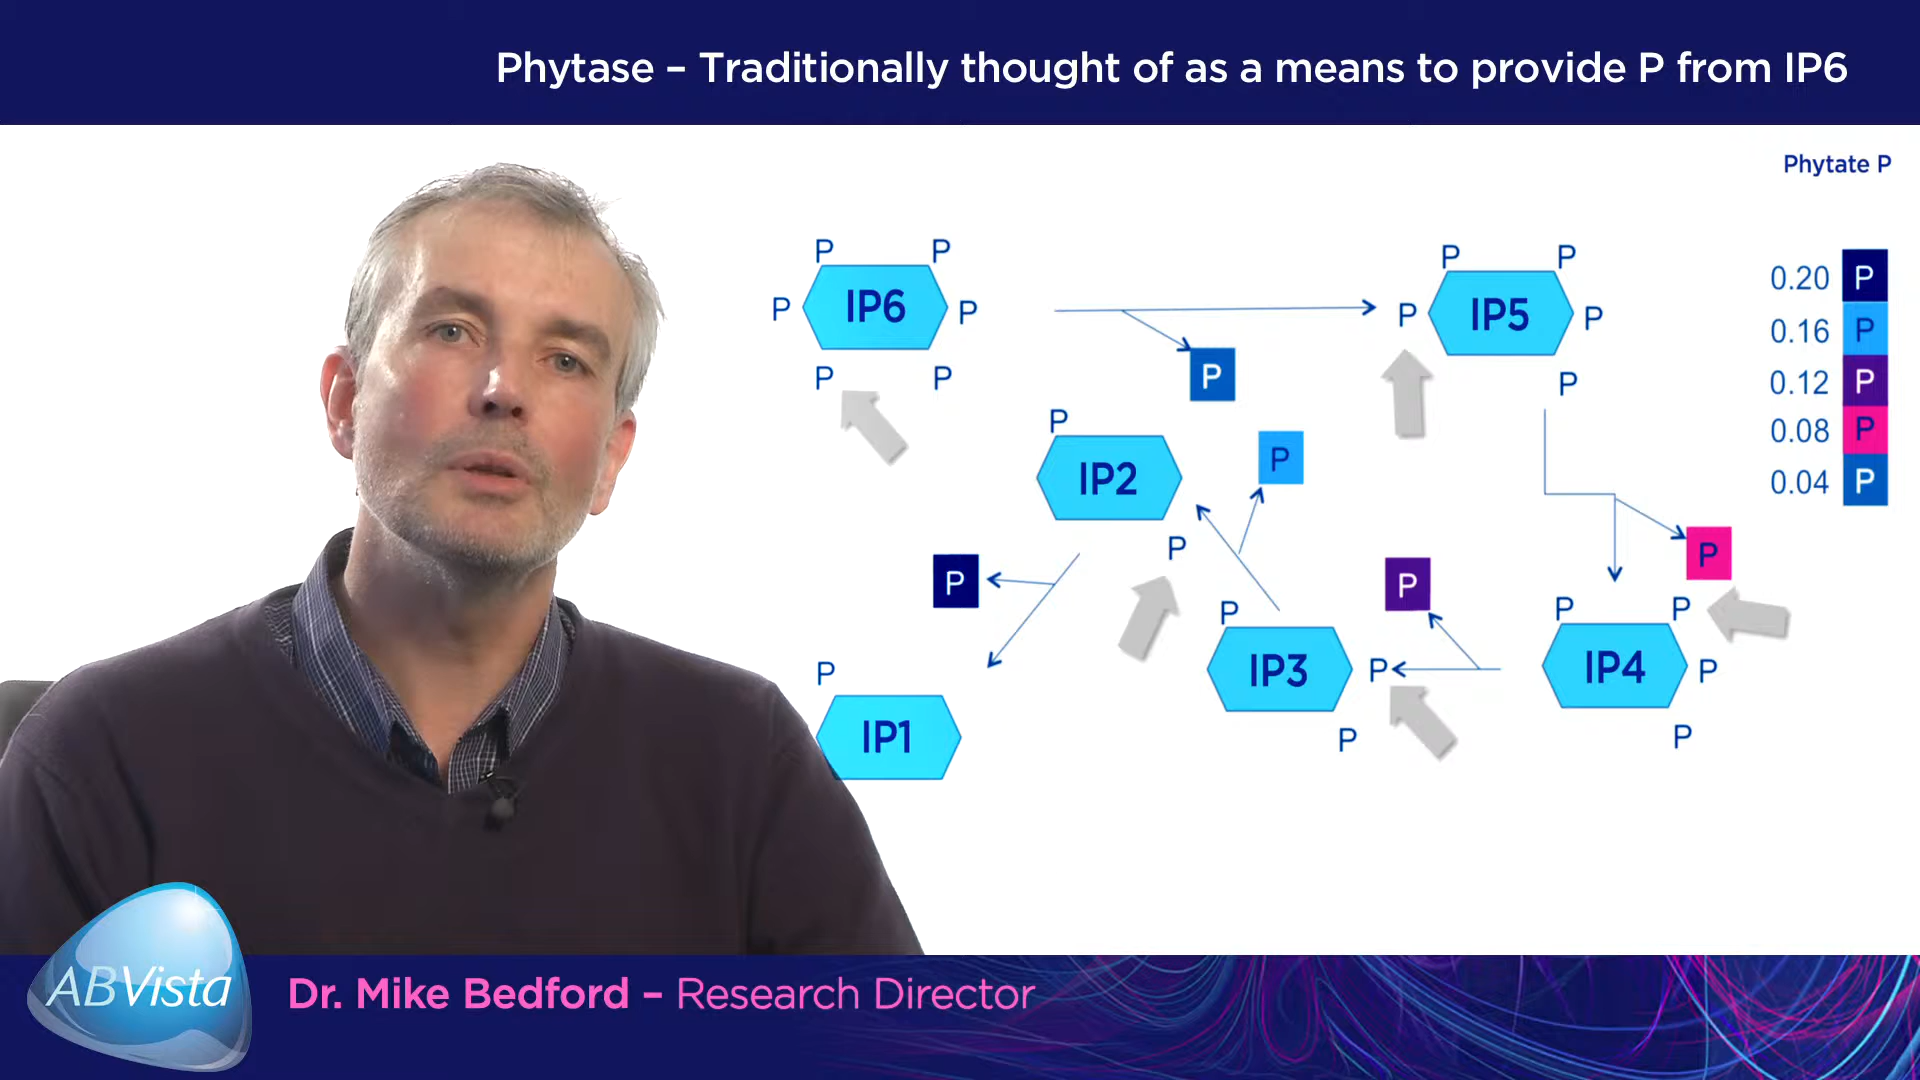 Phytase – Traditionally thought of as a means to provide P from IP6
Phytate P
P P
P IP6 P
P P
P P
P IP5 P
P
P
0.20 P
0.16 P
0.12 P
0.08 P
0.04 P
P
IP2
P
P
P
P
P
P
P
IP3 P
P
P P
IP4 P
P
P
IP1
ABVista
Dr. Mike Bedford – Research Director